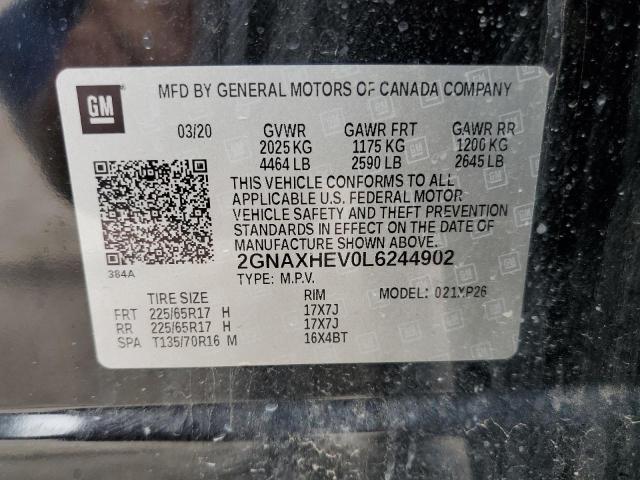 GM MFD BY GENERAL MOTORS OF CANADA COMPANY
03/20 GVWR GAWR FRT GAWR RR
2025 KG 1175 KG 1200 KG
4464 LB 2590 LB 2645 LB
THIS VEHICLE CONFORMS TO ALL
APPLICABLE U.S. FEDERAL MOTOR
VEHICLE SAFETY AND THEFT PREVENTION
STANDARDS IN EFFECT ON THE DATE OF
MANUFACTURE SHOWN ABOVE.
2GNAXHEV0L6244902
384A TYPE: M.P.V.
TIRE SIZE RIM MODEL: 021XP26
FRT 225/65R17 H 17X7J
RR 225/65R17 H 17X7J
SPA T135/70R16 M 16X4BT